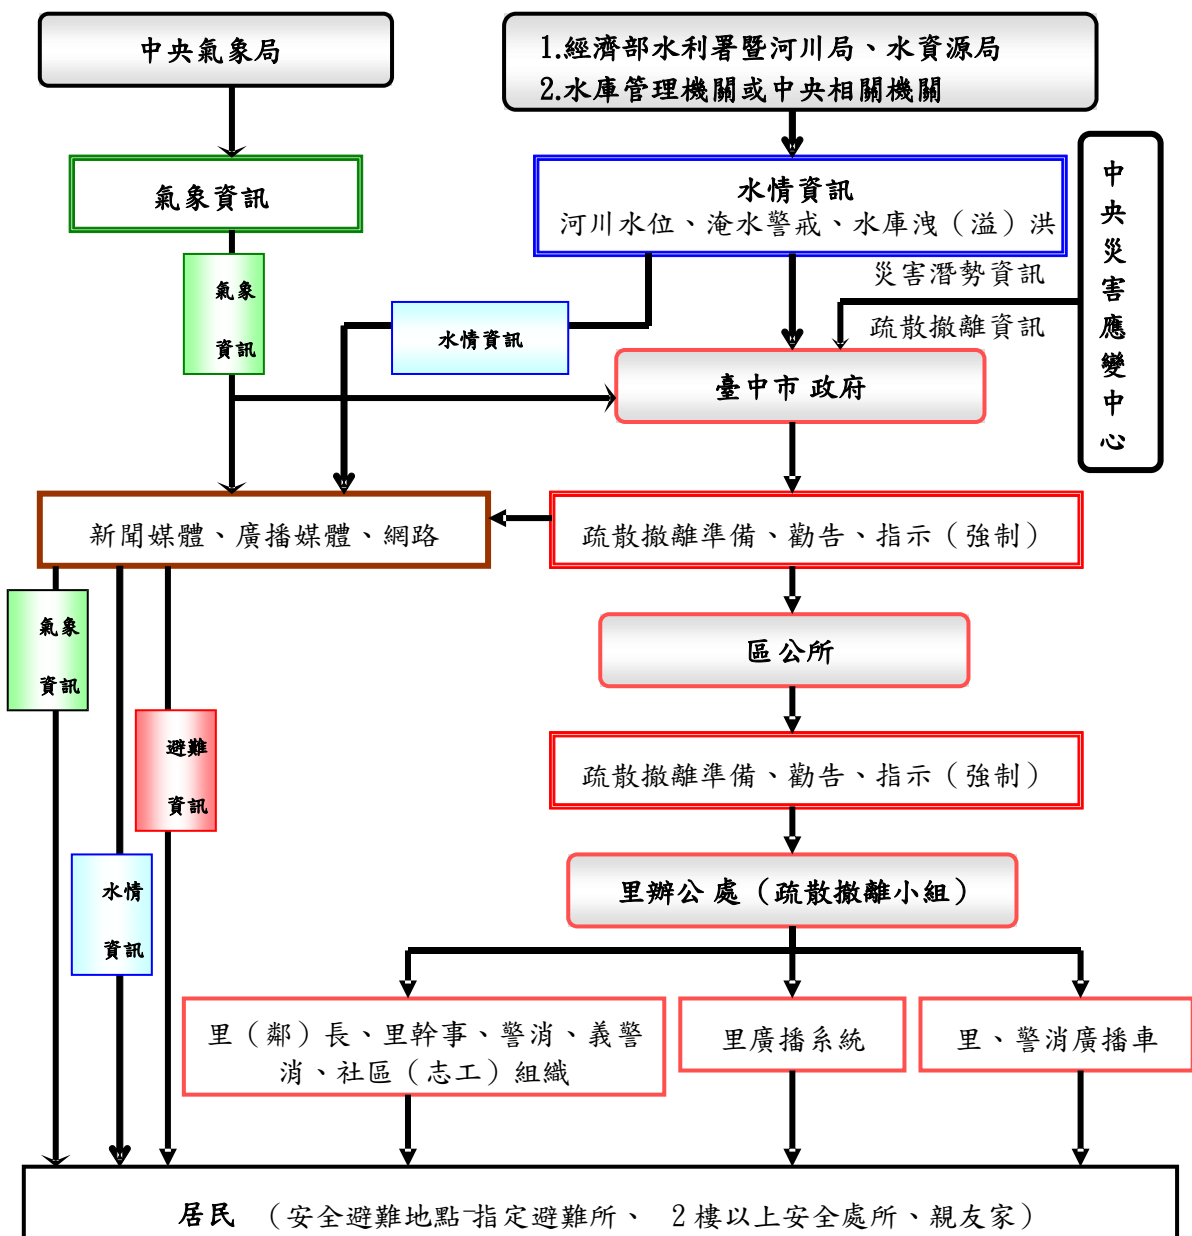 中央氣象局
1.經濟部水利署暨河川局、水資源局
2.水庫管理機關或中央相關機關
氣象資訊
水情資訊
河川水位、淹水警戒、水庫洩（溢）洪
中央災害應變中心
災害潛勢資訊
疏散撤離資訊
氣象
資訊
水情資訊
臺中市政府
新聞媒體、廣播媒體、網路
疏散撤離準備、勸告、指示（強制）
區公所
氣象
資訊
避難
資訊
疏散撤離準備、勸告、指示（強制）
水情
資訊
里辦公處（疏散撤離小組）
里（鄰）長、里幹事、警消、義警
消、社區（志工）組織
里廣播系統
里、警消廣播車
居民 （安全避難地點-指定避難所、 2樓以上安全處所、親友家）